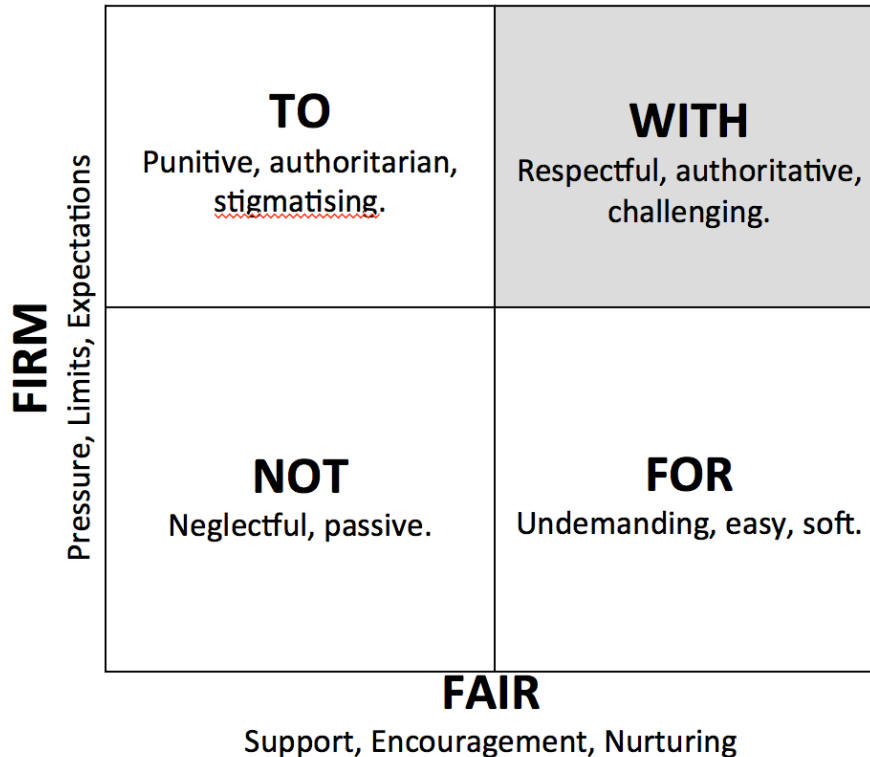 TO
Punitive, authoritarian,
stigmatising.
WITH
Respectful, authoritative,
challenging.
FIRM
Pressure, Limits, Expectations
NOT
Neglectful, passive.
FOR
Undemanding, easy, soft.
FAIR
Support, Encouragement, Nurturing